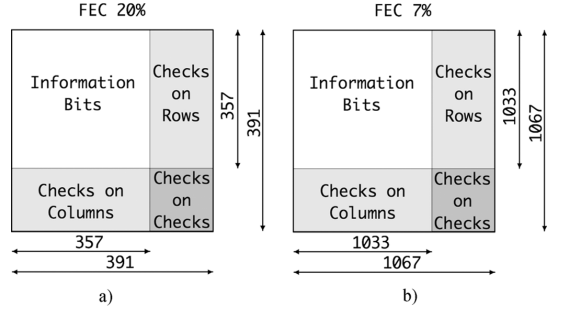 FEC 20%
Information
Bits
Checks
on
Rows
357
391
Checks on
Columns
Checks
on
Checks
357
391
a)
FEC 7%
Information
Bits
Checks
on
Rows
1033
1067
Checks on
Columns
Checks
on
Checks
1033
1067
b)